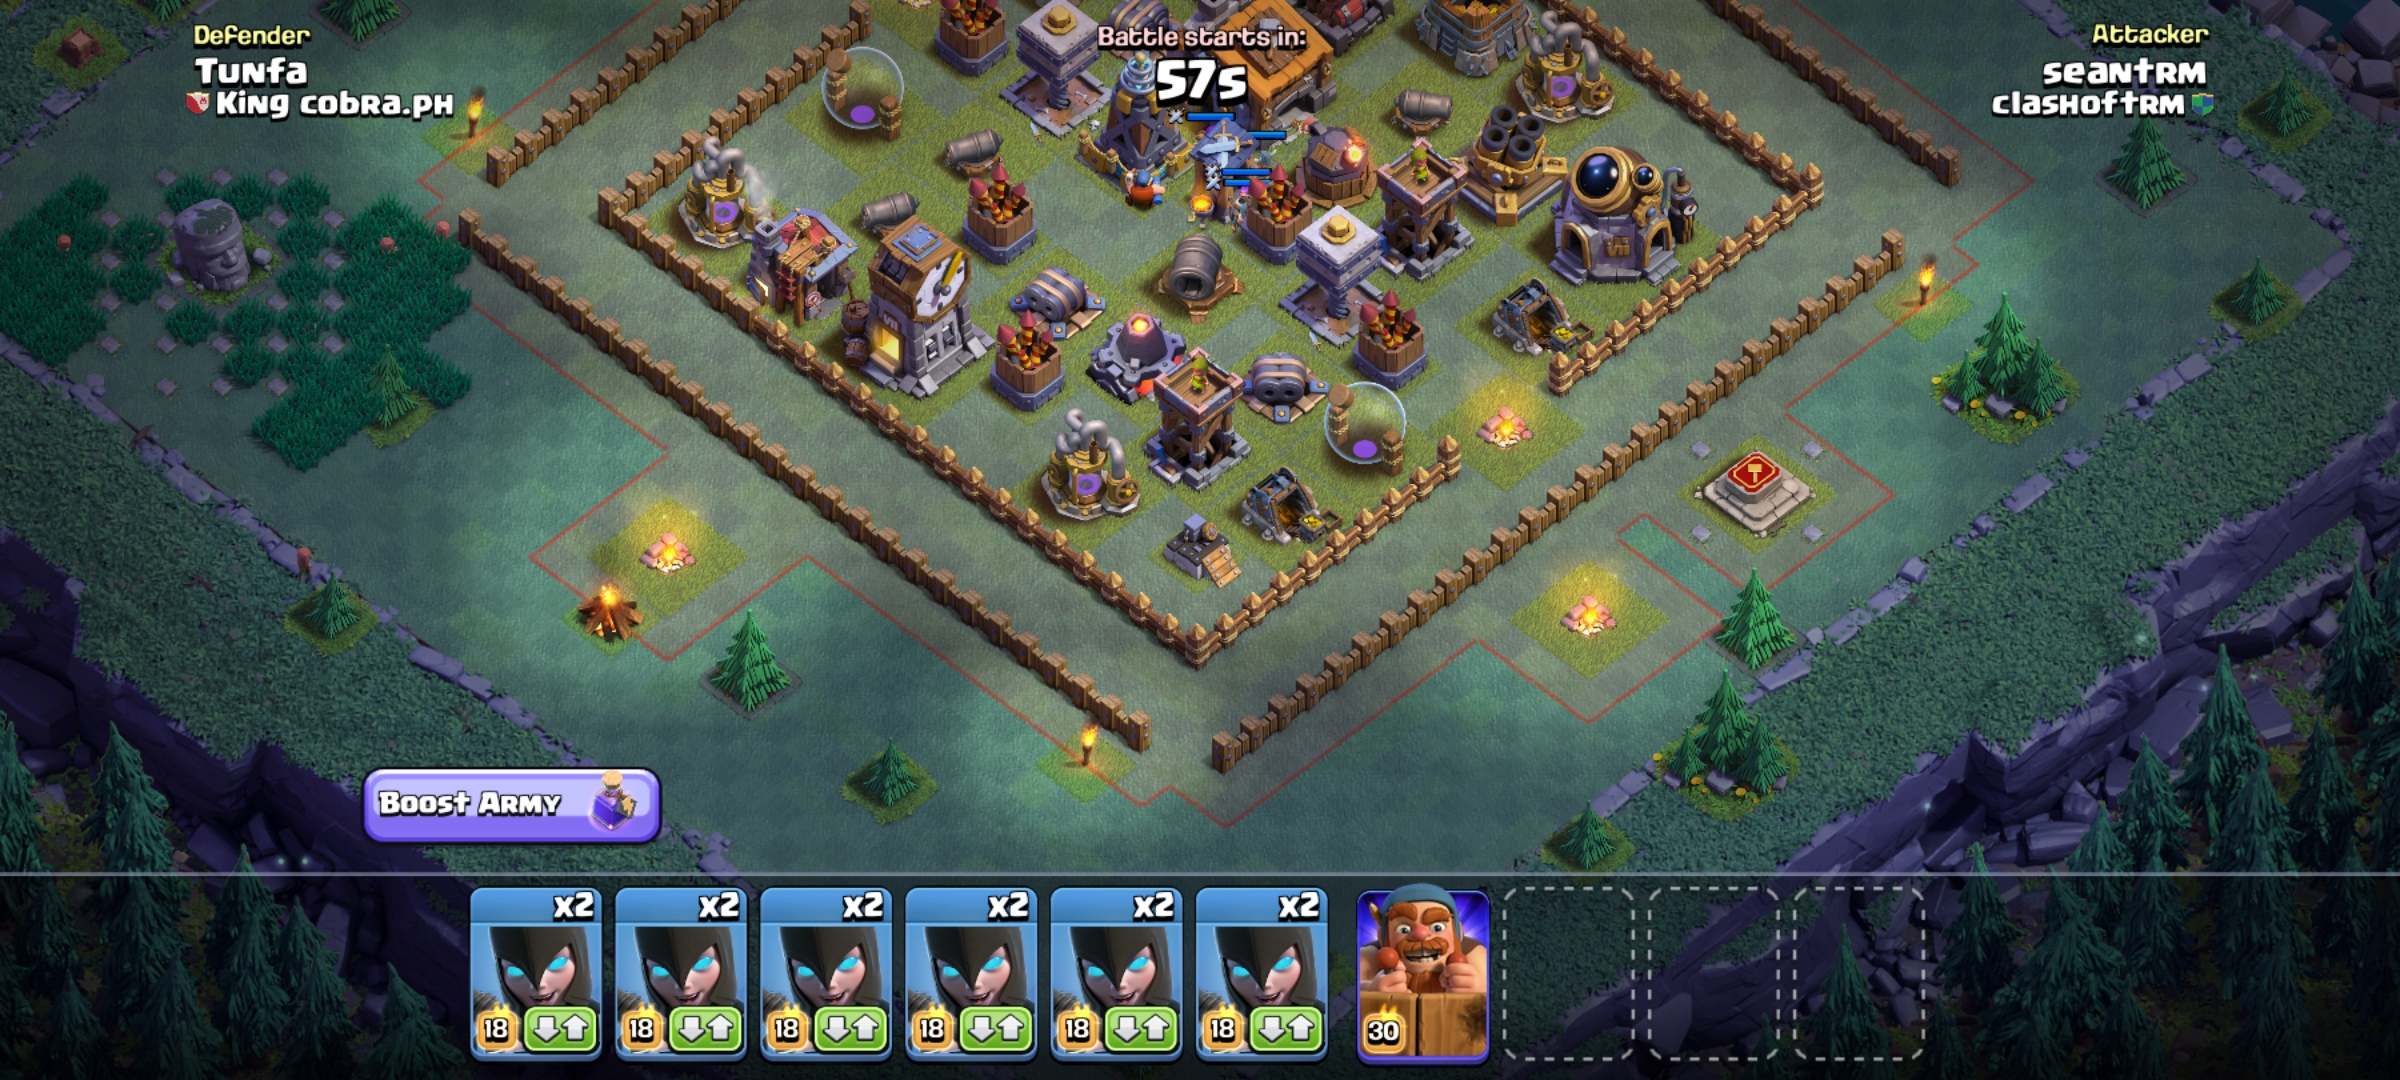 Defender
Tunfa
King cobra.PH
Battle starts in:
57s
Attacker
seantRM
clashoftRM
Boost Army
x2
x2
x2
x2
x2
x2
18
18
18
18
18
18
30